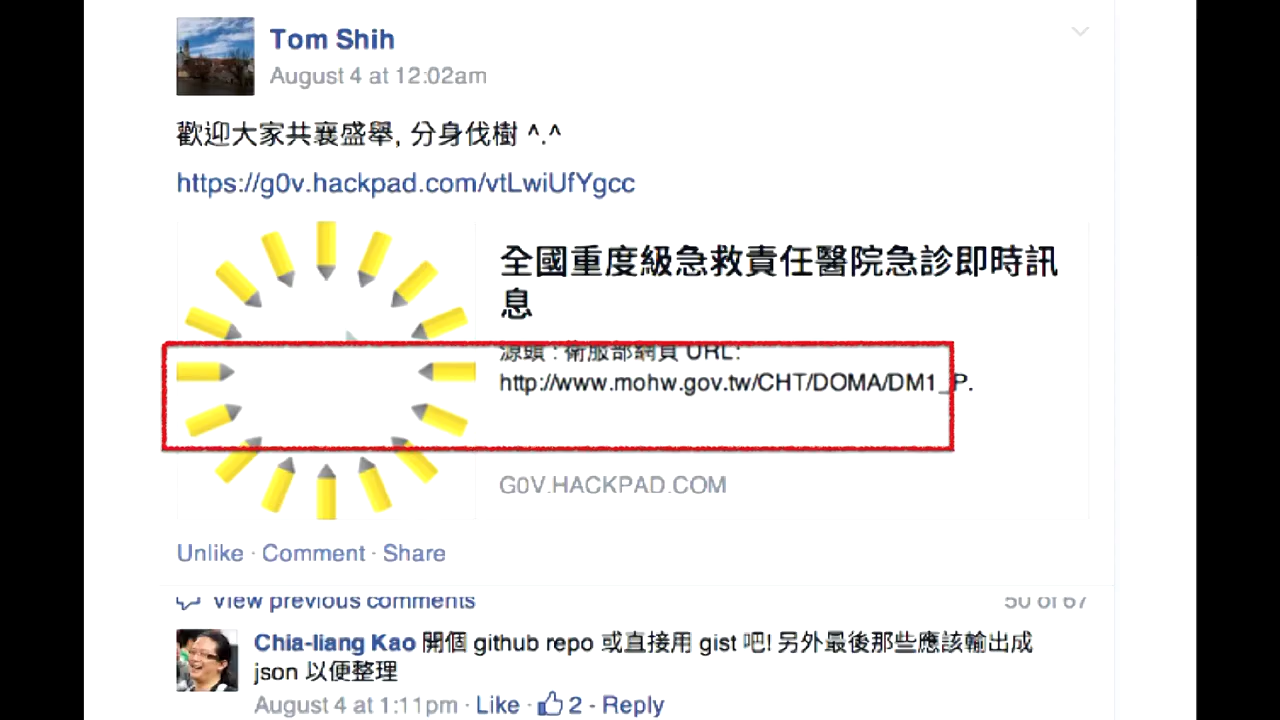 Tom Shih
August 4 at 12:02am
歡迎大家共襄盛舉, 分身伐樹 ^.^
https://g0v.hackpad.com/vtLwiUfYgcc
全國重度級急救責任醫院急診即時訊
息
源頭 : 衛服部網頁 URL:
http://www.mohw.gov.tw/CHT/DOMA/DM1_P.
G0V.HACKPAD.COM
Unlike · Comment · Share
View previous comments 50 of 67
Chia-liang Kao 開個 github repo 或直接用 gist 吧! 另外最後那些應該輸出成
json 以便整理
August 4 at 1:11pm · Like · 2 - Reply